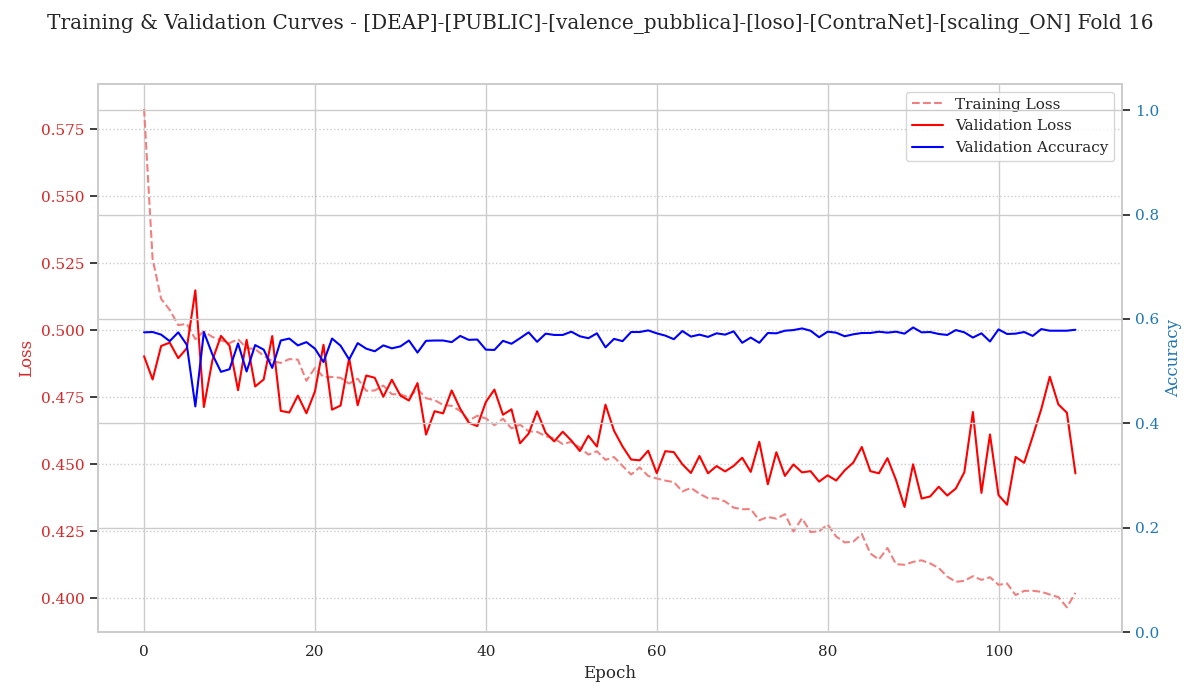 Training & Validation Curves - [DEAP]-[PUBLIC]-[valence_pubblica]-[loso]-[ContraNet]-[scaling_ON] Fold 16
Training Loss
Validation Loss
Validation Accuracy
Loss
0.575
0.550
0.525
0.500
0.475
0.450
0.425
0.400
1.0
0.8
0.6
0.4
0.2
0.0
Accuracy
0
20
40
60
80
100
Epoch